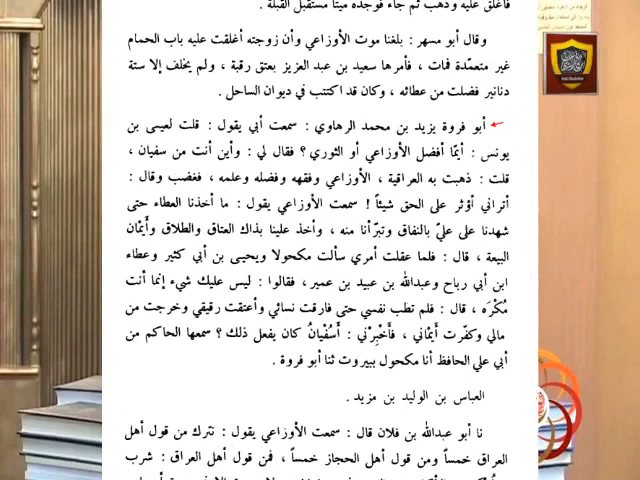 فأغلق عليه وذهب ثم جاء فوجده ميتاً مستقبل القبلة .
وقال أبو مسهر : بلغنا موت الأوزاعي وأن زوجته أغلقت عليه باب الحمام
غير متعمّدة فمات ، فأمرها سعيد بن عبد العزيز بعتق رقبة ، ولم يخلف إلا ستة
دنانير فضلت من عطائه ، وكان قد اكتتب في ديوان الساحل .
أبو فروة يزيد بن محمد الرهاوي : سمعت أبي يقول : قلت لعيسى بن
يونس : أيّما أفضل الأوزاعي أو الثوري ؟ فقال لي : وأين أنت من سفيان ،
قلت : ذهبت به العراقية ، الأوزاعي وفقهه وفضله وعلمه ، فغضب وقال :
أتراني أؤثر على الحق شيئاً ! سمعت الأوزاعي يقول : ما أخذنا العطاء حتى
شهدنا على عليّ بالنفاق وتبرّأنا منه ، وأخذ علينا بذاك العتاق والطلاق وأيْمان
البيعة ، قال : فلما عقلت أمري سألت مكحولا ويحيى بن أبي كثير وعطاء
ابن أبي رباح وعبدالله بن عبيد بن عمير ، فقالوا : ليس عليك شيء إنما أنت
مُكْرَه ، قال : فلم تطب نفسي حتى فارقت نسائي وأعتقت رقيقي وخرجت من
مالي وكفّرت أيْماني ، فأَخْبِرْني : أَسُفْيانُ كان يفعل ذلك ؟ سمعها الحاكم من
أبي علي الحافظ أنا مكحول ببيروت ثنا أبو فروة .
العباس بن الوليد بن مزيد .
نا أبو عبدالله بن فلان قال : سمعت الأوزاعي يقول : نترك من قول أهل
العراق خمساً ومن قول أهل الحجاز خمساً ، فمن قول أهل العراق : شرب